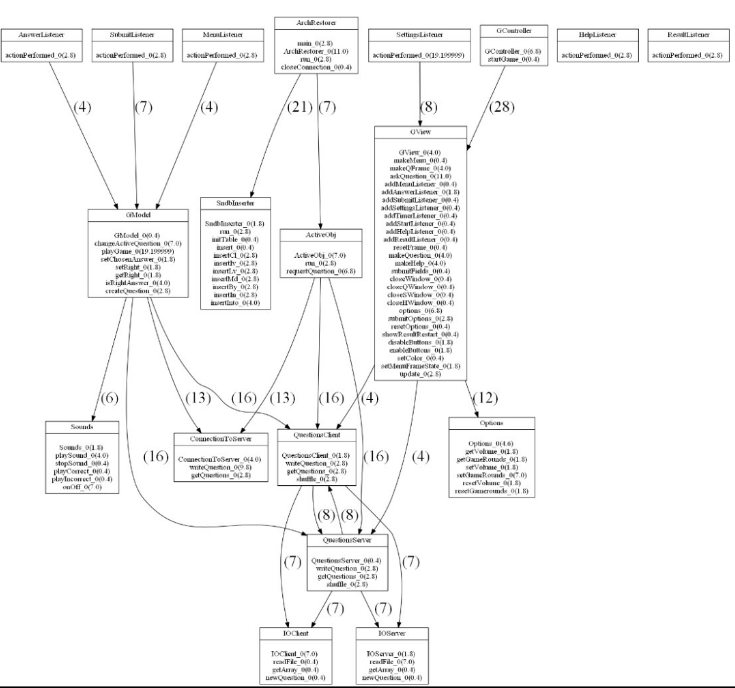 AnswerListener
actionPerformed_0(2.8)
SubmitListener
actionPerformed_0(2.8)
MenuListener
actionPerformed_0(2.8)
ArchRestorer
main_0(2.8)
ArchRestorer_0(11.0)
run_0(2.8)
closeConnection_0(0.4)
SettingsListener
actionPerformed_0(19.199999)
GController
GController_0(6.8)
startGame_0(0.4)
HelpListener
actionPerformed_0(2.8)
ResultListener
actionPerformed_0(2.8)
(4)
(7)
(4)
(21)
(7)
(8)
(28)
GView
GView_0(4.0)
makeMenu_0(0.4)
makeQFrame_0(4.0)
askQuestion_0(11.0)
addMenuListener_0(0.4)
addAnswerListener_0(1.8)
addSubmitListener_0(0.4)
addSettingsListener_0(0.4)
addTimerListener_0(0.4)
addStartListener_0(0.4)
addHelpListener_0(0.4)
addResultListener_0(0.4)
resetFrame_0(0.4)
makeQuestion_0(4.0)
makeHelp_0(4.0)
submitFields_0(0.4)
closeWindow_0(0.4)
closeQWindow_0(0.4)
closeSWindow_0(0.4)
closeHWindow_0(0.4)
options_0(6.8)
submitOptions_0(2.8)
resetOptions_0(0.4)
showResultRestart_0(0.4)
disableButtons_0(1.8)
enableButtons_0(1.8)
setColor_0(0.4)
setMenuFrameState_0(1.8)
update_0(2.8)
GModel
GModel_0(0.4)
changeActiveQuestion_0(7.0)
playGame_0(19.199999)
setChosenAnswer_0(1.8)
setRight_0(1.8)
getRight_0(1.8)
isRightAnswer_0(4.0)
createQuestion_0(2.8)
SndbInserter
SndbInserter_0(1.8)
run_0(2.8)
initTable_0(0.4)
insert_0(0.4)
insertCl_0(2.8)
insertIv_0(2.8)
insertLv_0(2.8)
insertMd_0(2.8)
insertBy_0(2.8)
insertIn_0(2.8)
insertInto_0(4.0)
ActiveObj
ActiveObj_0(7.0)
run_0(2.8)
requestQuestion_0(6.8)
(6)
(13)
(16)
(13)
(16)
(4)
(12)
Sounds
Sounds_0(1.8)
playSound_0(4.0)
stopSound_0(0.4)
playCorrect_0(0.4)
playIncorrect_0(0.4)
onOff_0(7.0)
(16)
ConnectionToServer
ConnectionToServer_0(4.0)
writeQuestion_0(9.8)
getQuestions_0(2.8)
QuestionsClient
QuestionsClient_0(1.8)
writeQuestion_0(2.8)
getQuestions_0(2.8)
shuffle_0(2.8)
(16)
(4)
Options
Options_0(4.6)
getVolume_0(1.8)
getGameRounds_0(1.8)
setVolume_0(1.8)
setGameRounds_0(7.0)
resetVolume_0(1.8)
resetGamerounds_0(1.8)
(8)
(8)
QuestionsServer
QuestionsServer_0(0.4)
writeQuestion_0(2.8)
getQuestions_0(2.8)
shuffle_0(2.8)
(7)
(7)
(7)
(7)
IOClient
IOClient_0(7.0)
readFile_0(0.4)
getArray_0(0.4)
newQuestion_0(0.4)
IOServer
IOServer_0(1.8)
readFile_0(7.0)
getArray_0(0.4)
newQuestion_0(0.4)